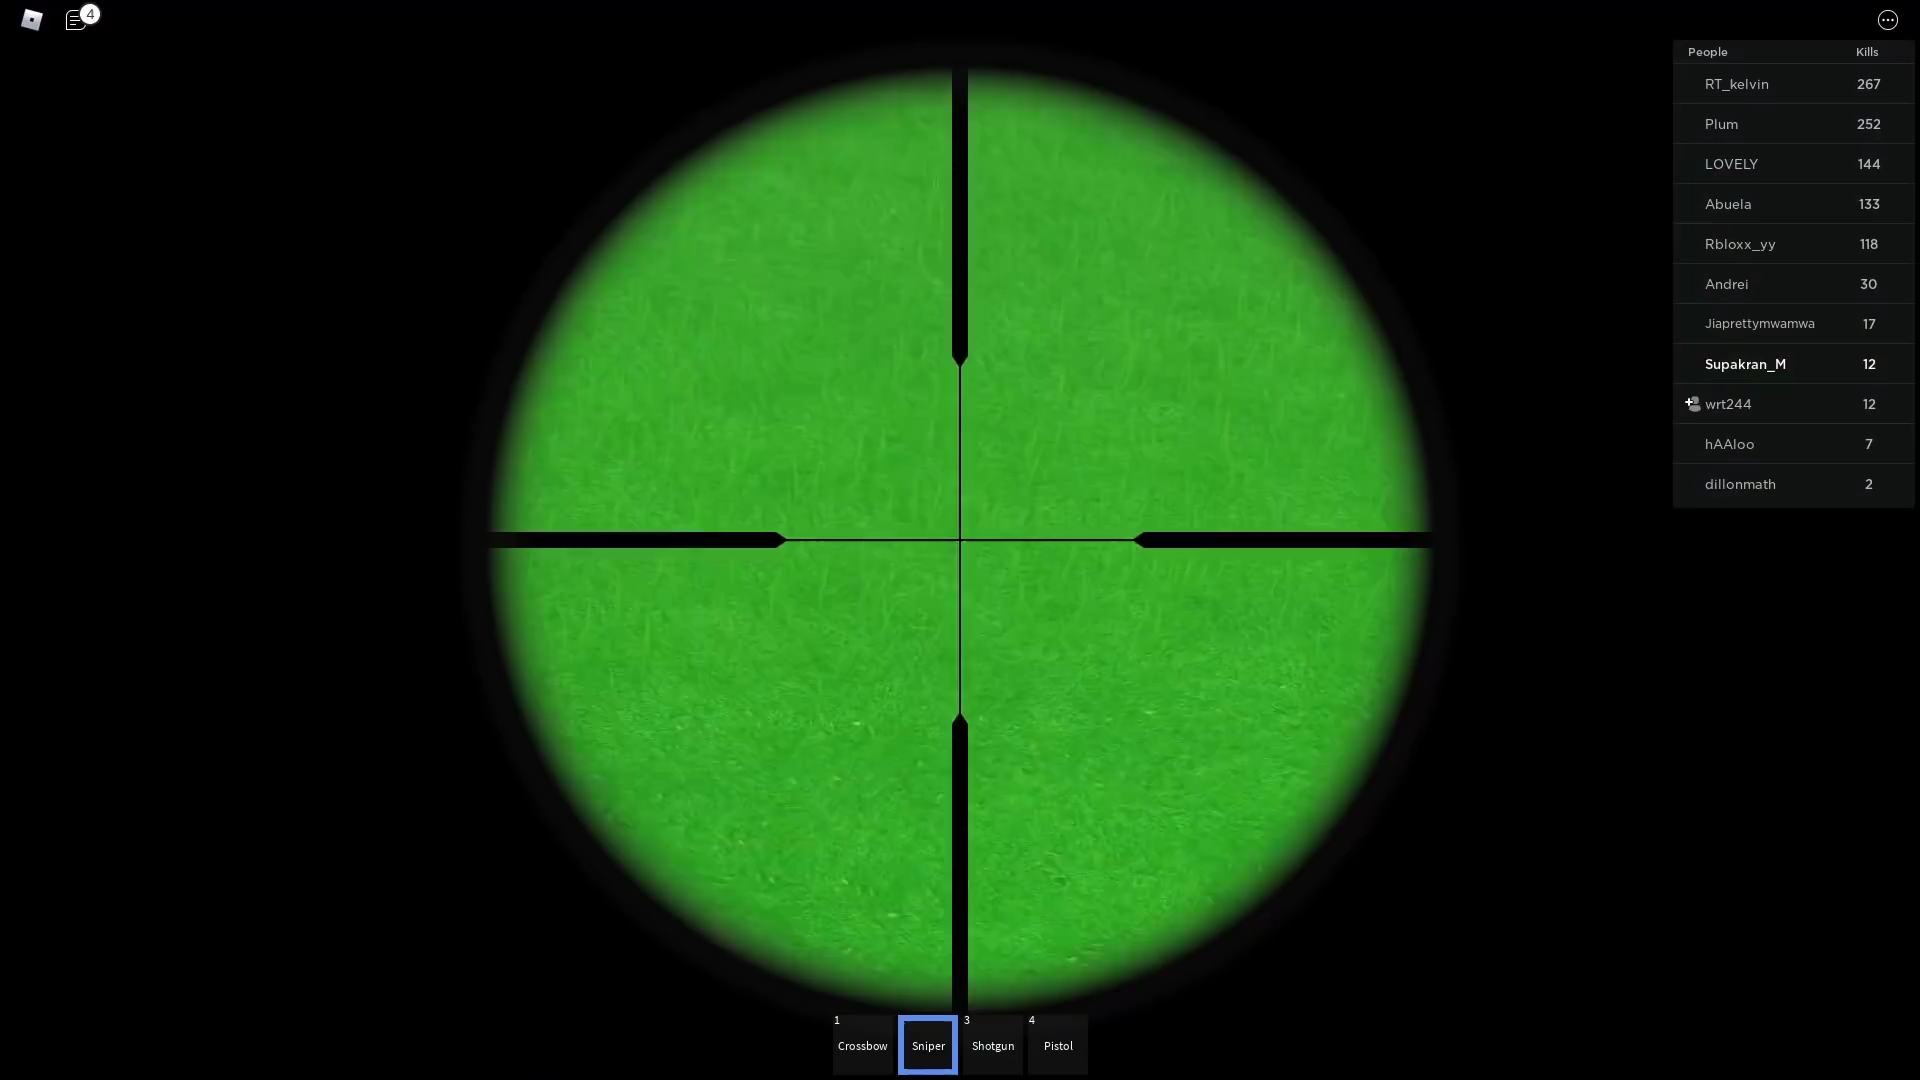 4
People Kills
RT_kelvin 267
Plum 252
LOVELY 144
Abuela 133
Rbloxx_yy 118
Andrei 30
Jiaprettymwamwa 17
Supakran_M 12
wrt244 12
hAAloo 7
dillonmath 2
1 3 4
Crossbow Sniper Shotgun Pistol